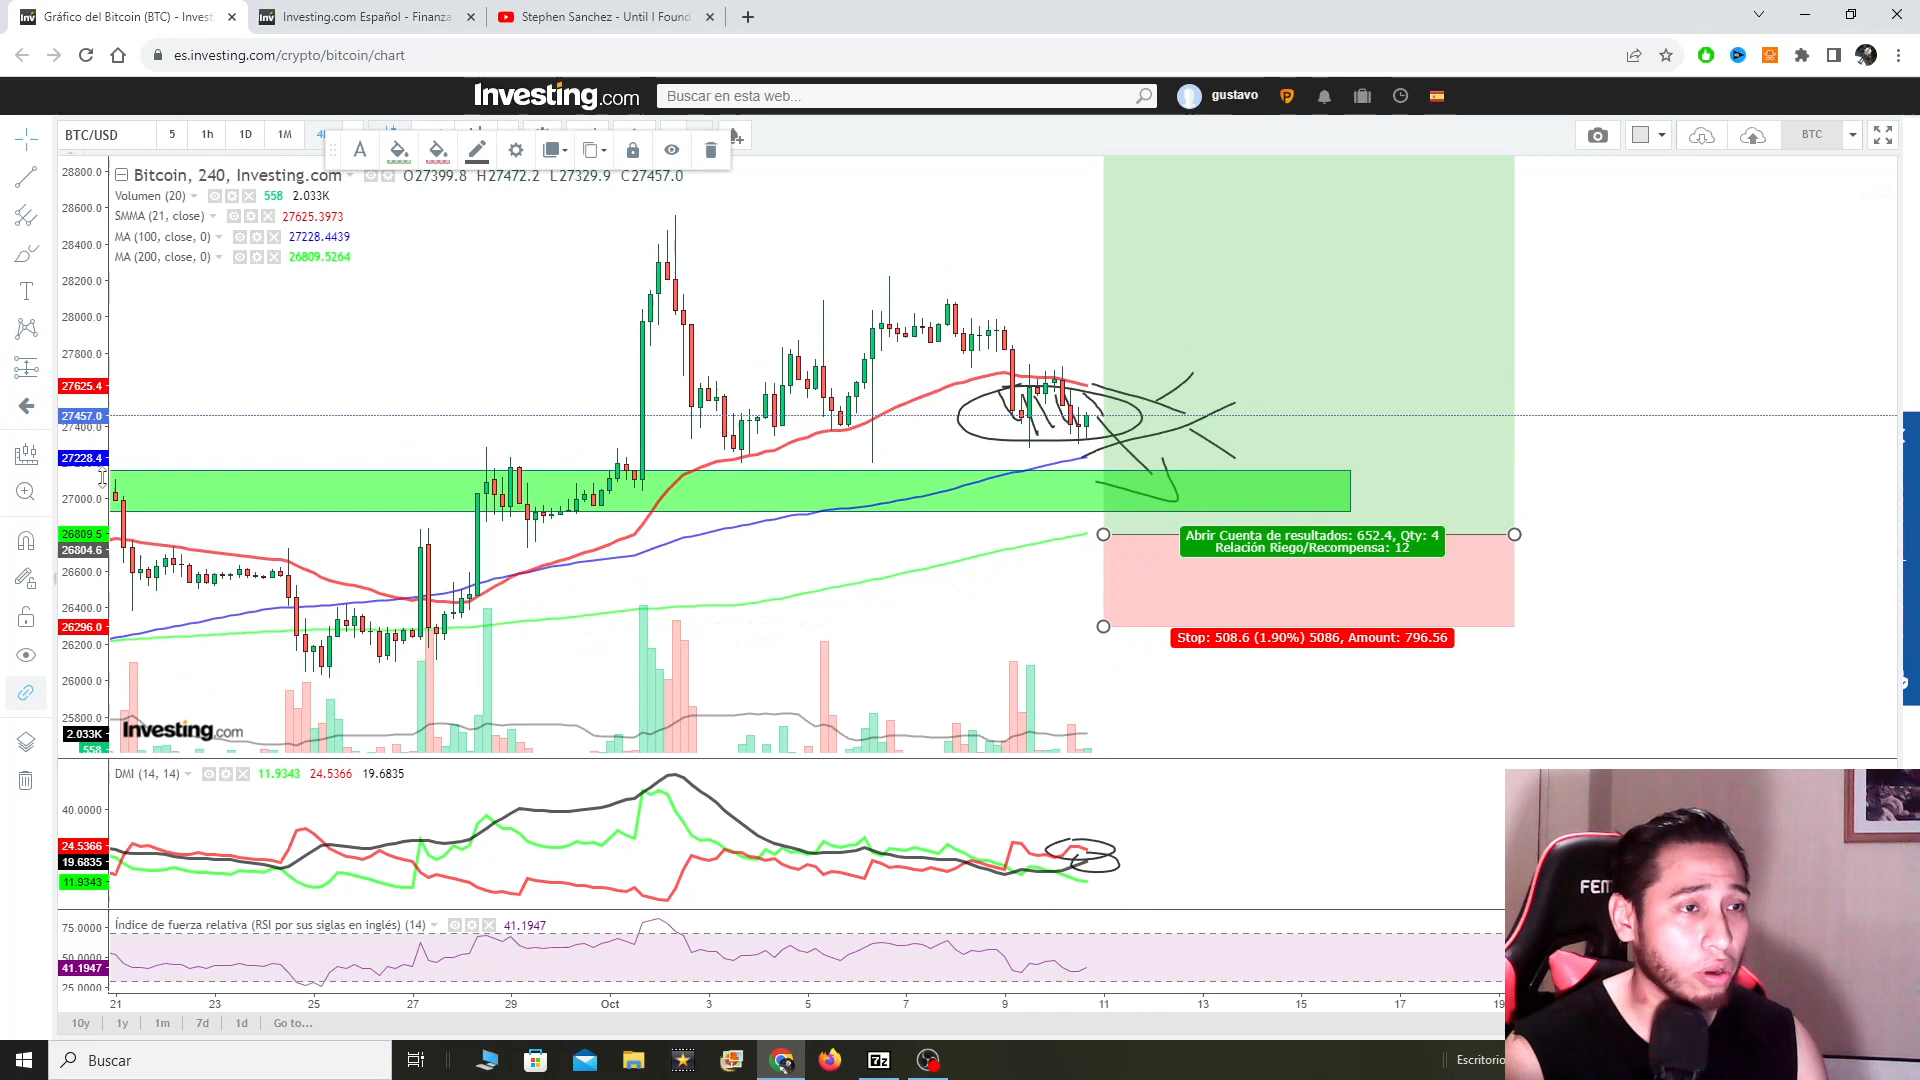 Gráfico del Bitcoin (BTC) - Invest
Investing.com Español - Finanza
Stephen Sanchez - Until I Found
es.investing.com/crypto/bitcoin/chart
Investing.com
Buscar en esta web...
gustavo
BTC/USD
5
1h
1D
1M
BTC
Bitcoin, 240, Investing.com
O27399.8 H27472.2 L27329.9 C27457.0
Volumen (20) 558 2.033K
SMMA (21, close) 27625.3973
MA (100, close, 0) 27228.4439
MA (200, close, 0) 26809.5264
28800.0
28600.0
28400.0
28200.0
28000.0
27800.0
27625.4
27457.0
27400.0
27228.4
27000.0
26809.5
26804.6
26600.0
26400.0
26296.0
26200.0
26000.0
25800.0
2.033K
558
Abrir Cuenta de resultados: 652.4, Qty: 4
Relación Riego/Recompensa: 12
Stop: 508.6 (1.90%) 5086, Amount: 796.56
Investing.com
DMI (14, 14) 11.9343 24.5366 19.6835
40.0000
24.5366
19.6835
11.9343
Índice de fuerza relativa (RSI por sus siglas en inglés) (14) 41.1947
75.0000
50.0000
41.1947
25.0000
21 23 25 27 29 Oct 3 5 7 9 11 13 15 17 19
10y 1y 1m 7d 1d Go to...
Buscar
7z
Escritorio